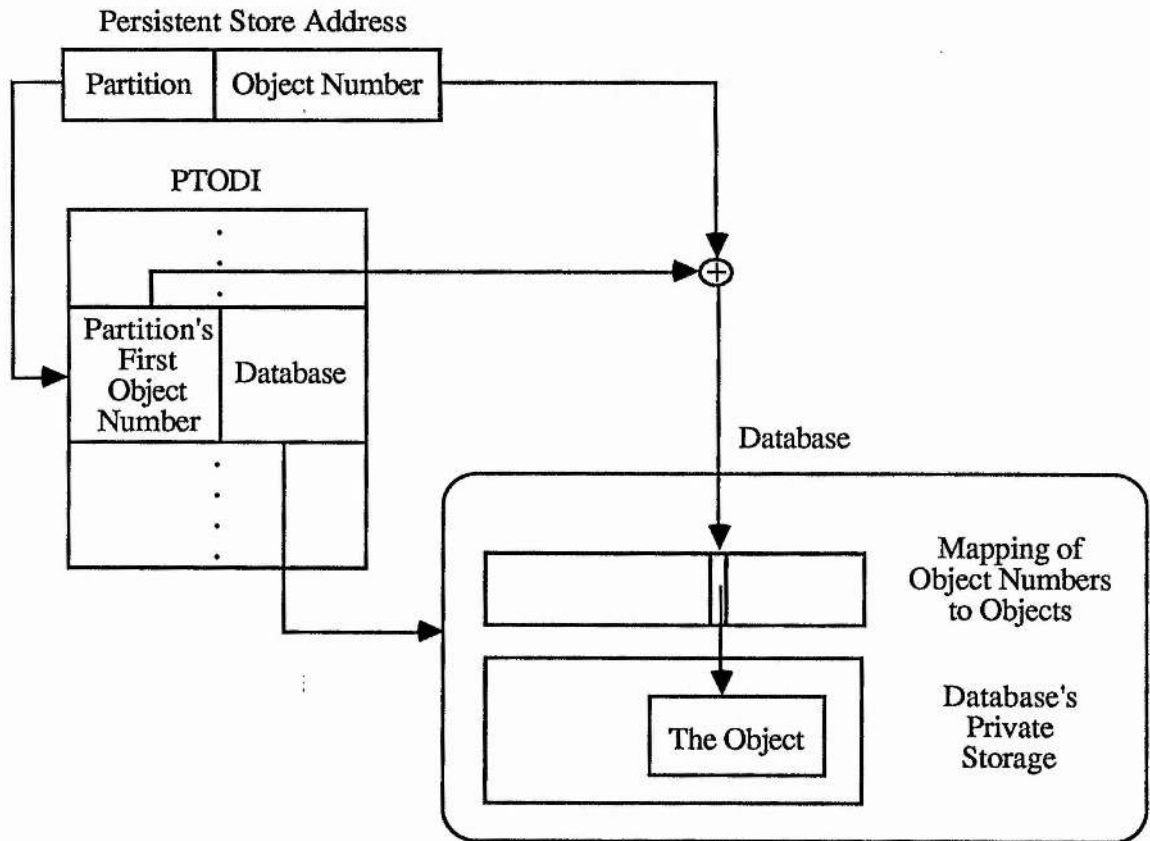 Persistent Store Address
Partition
Object Number
PTODI
Partition's
First
Object
Number
Database
Database
Mapping of
Object Numbers
to Objects
The Object
Database's
Private
Storage